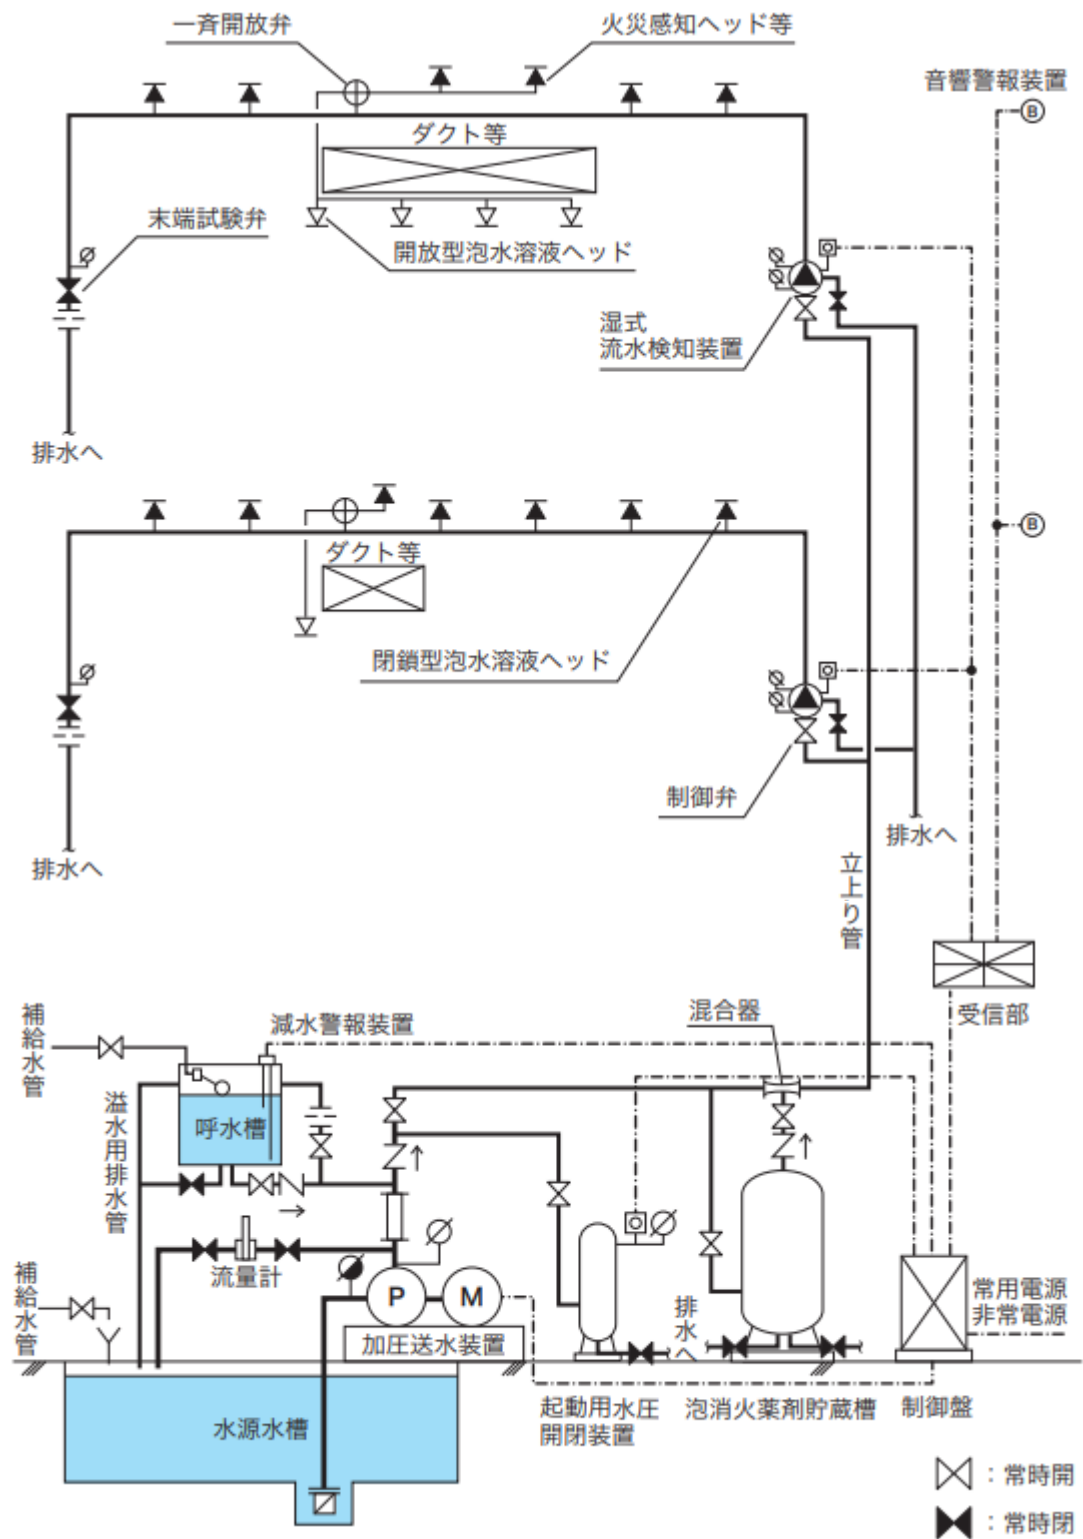 一斉開放弁
火災感知ヘッド等
音響警報装置
B
ダクト等
末端試験弁
開放型泡水溶液ヘッド
湿式
流水検知装置
排水へ
B
ダクト等
閉鎖型泡水溶液ヘッド
制御弁
排水へ
排水へ
立上り管
受信部
混合器
減水警報装置
補給水管
溢水用排水管
呼水槽
流量計
補給水管
P
M
加圧送水装置
排水へ
常用電源
非常電源
水源水槽
起動用水圧
開閉装置
泡消火薬剤貯蔵槽
制御盤
：常時開
：常時閉